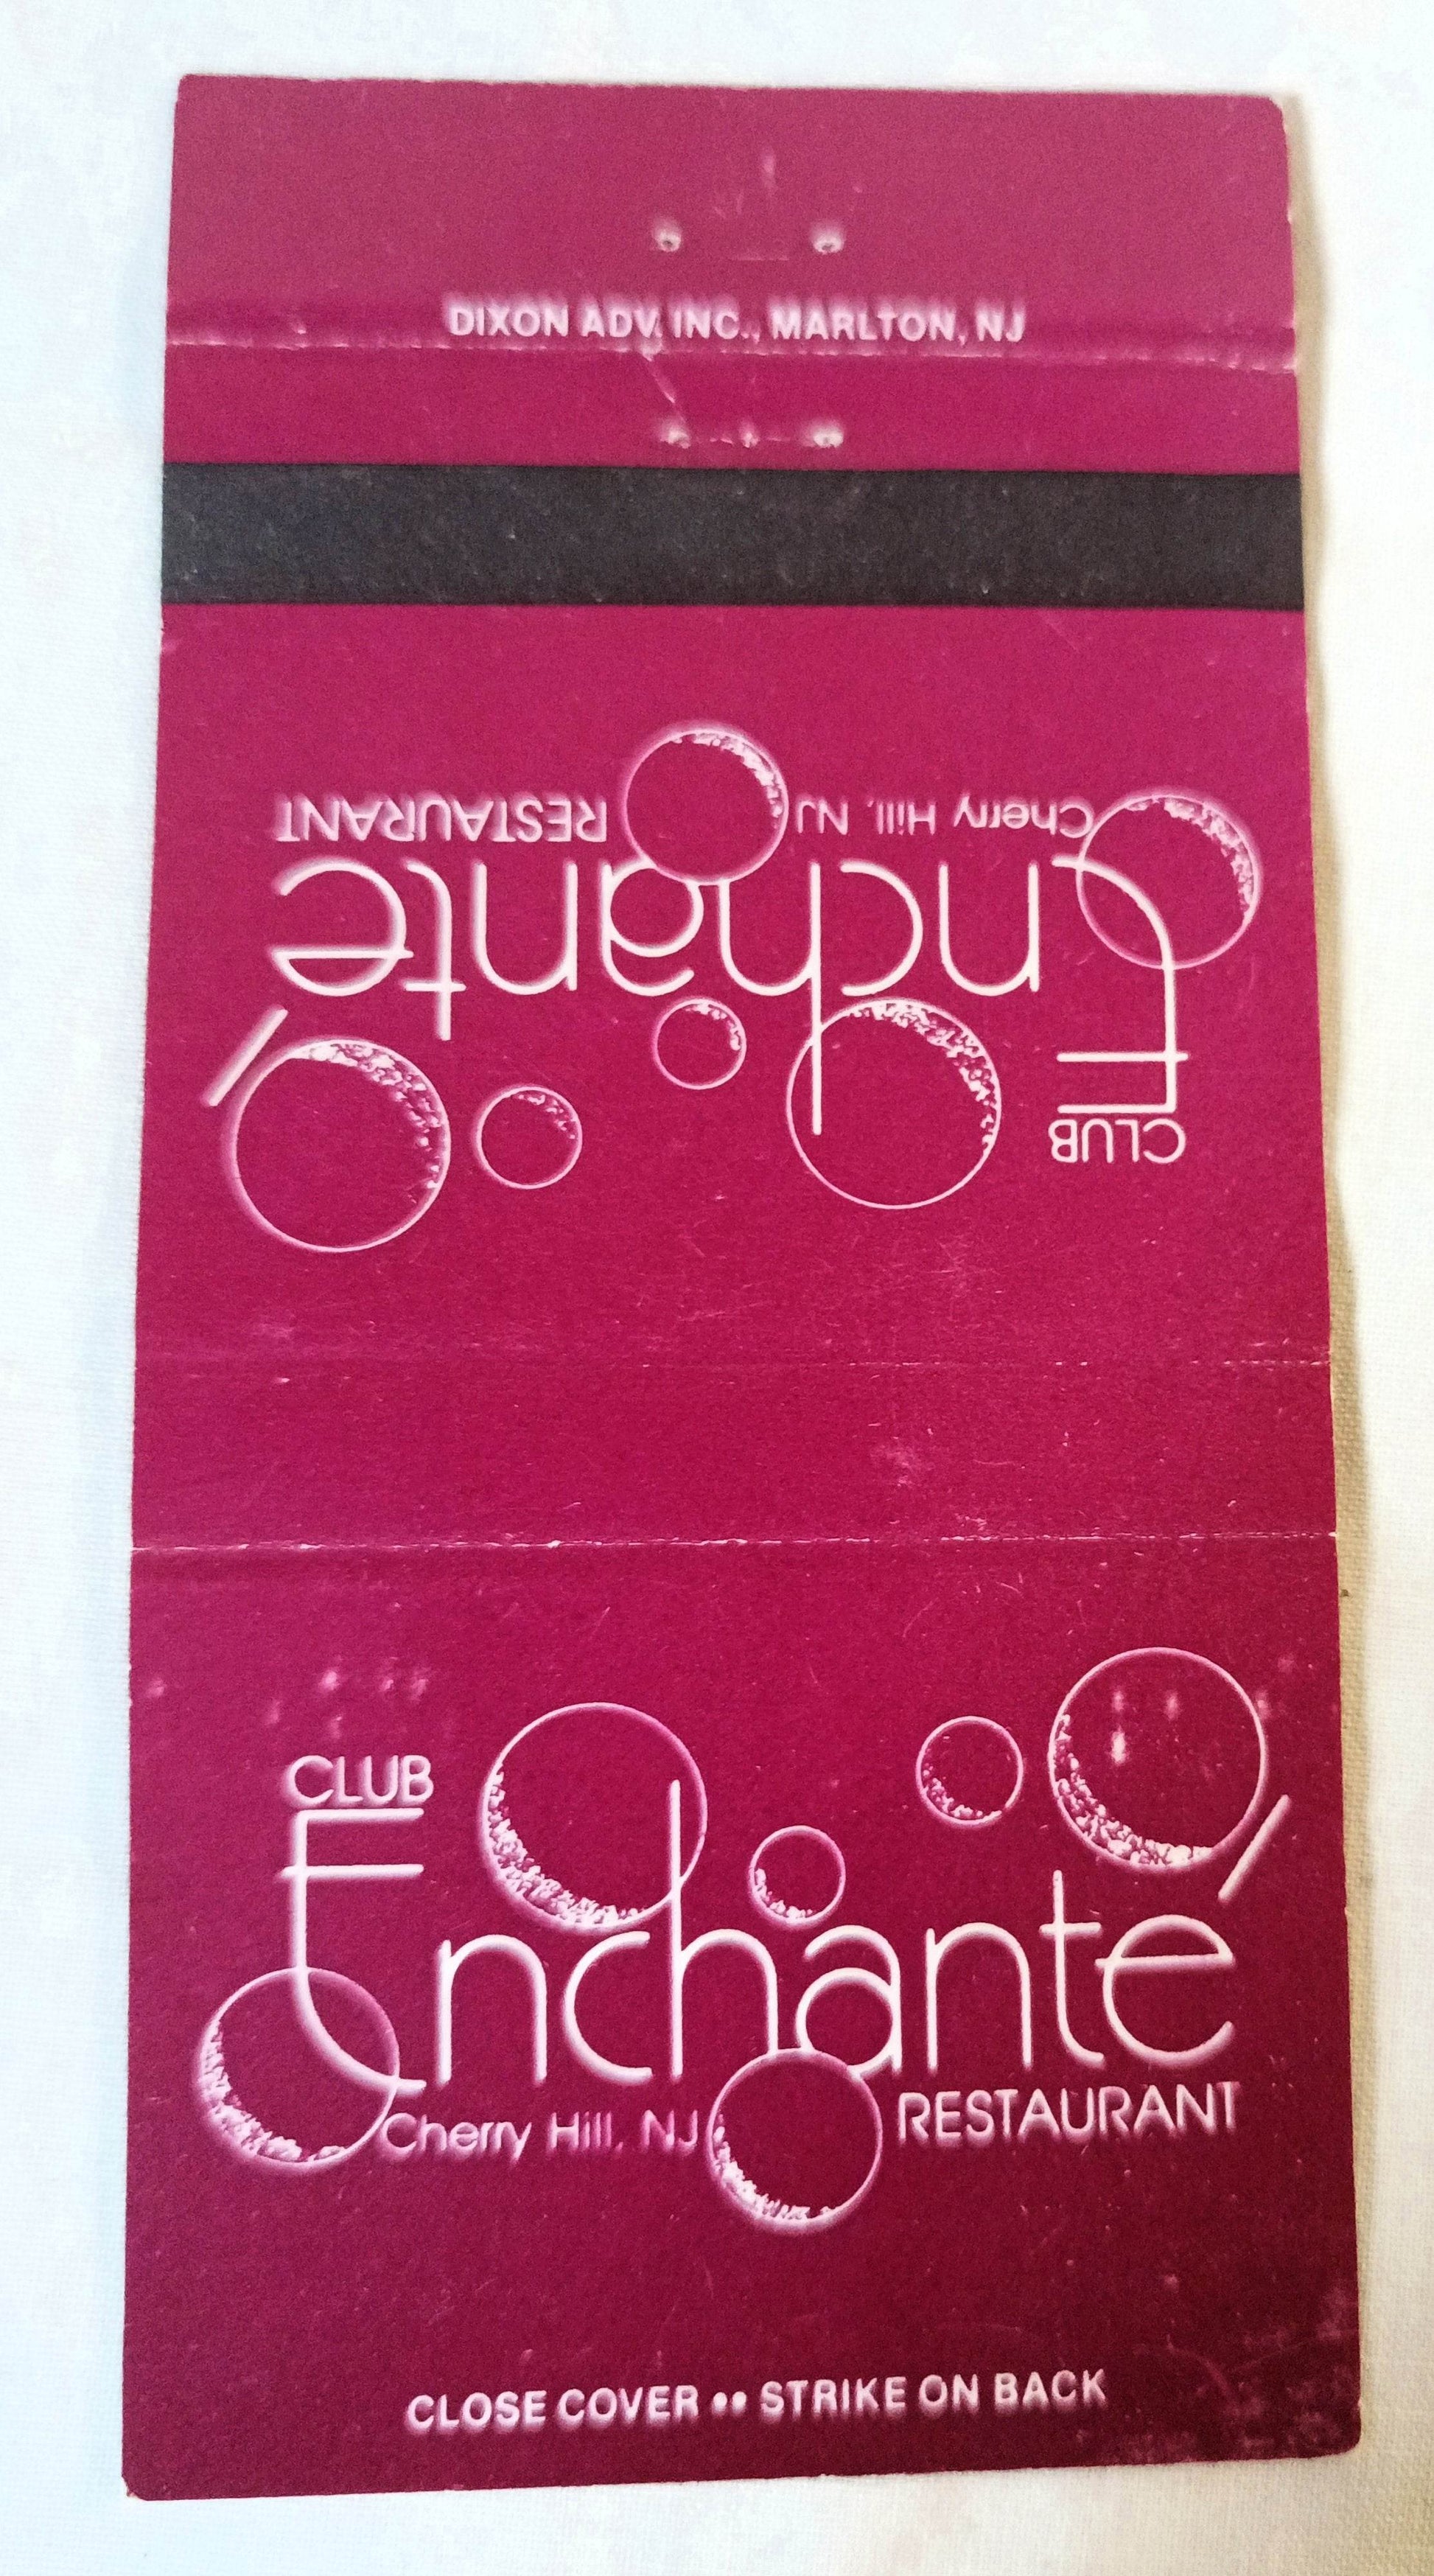 DIXON ADV. INC., MARLTON, NJ
CLUB
Enchanté
Cherry Hill, NJ RESTAURANT
CLUB
Enchanté
Cherry Hill, NJ RESTAURANT
CLOSE COVER •• STRIKE ON BACK